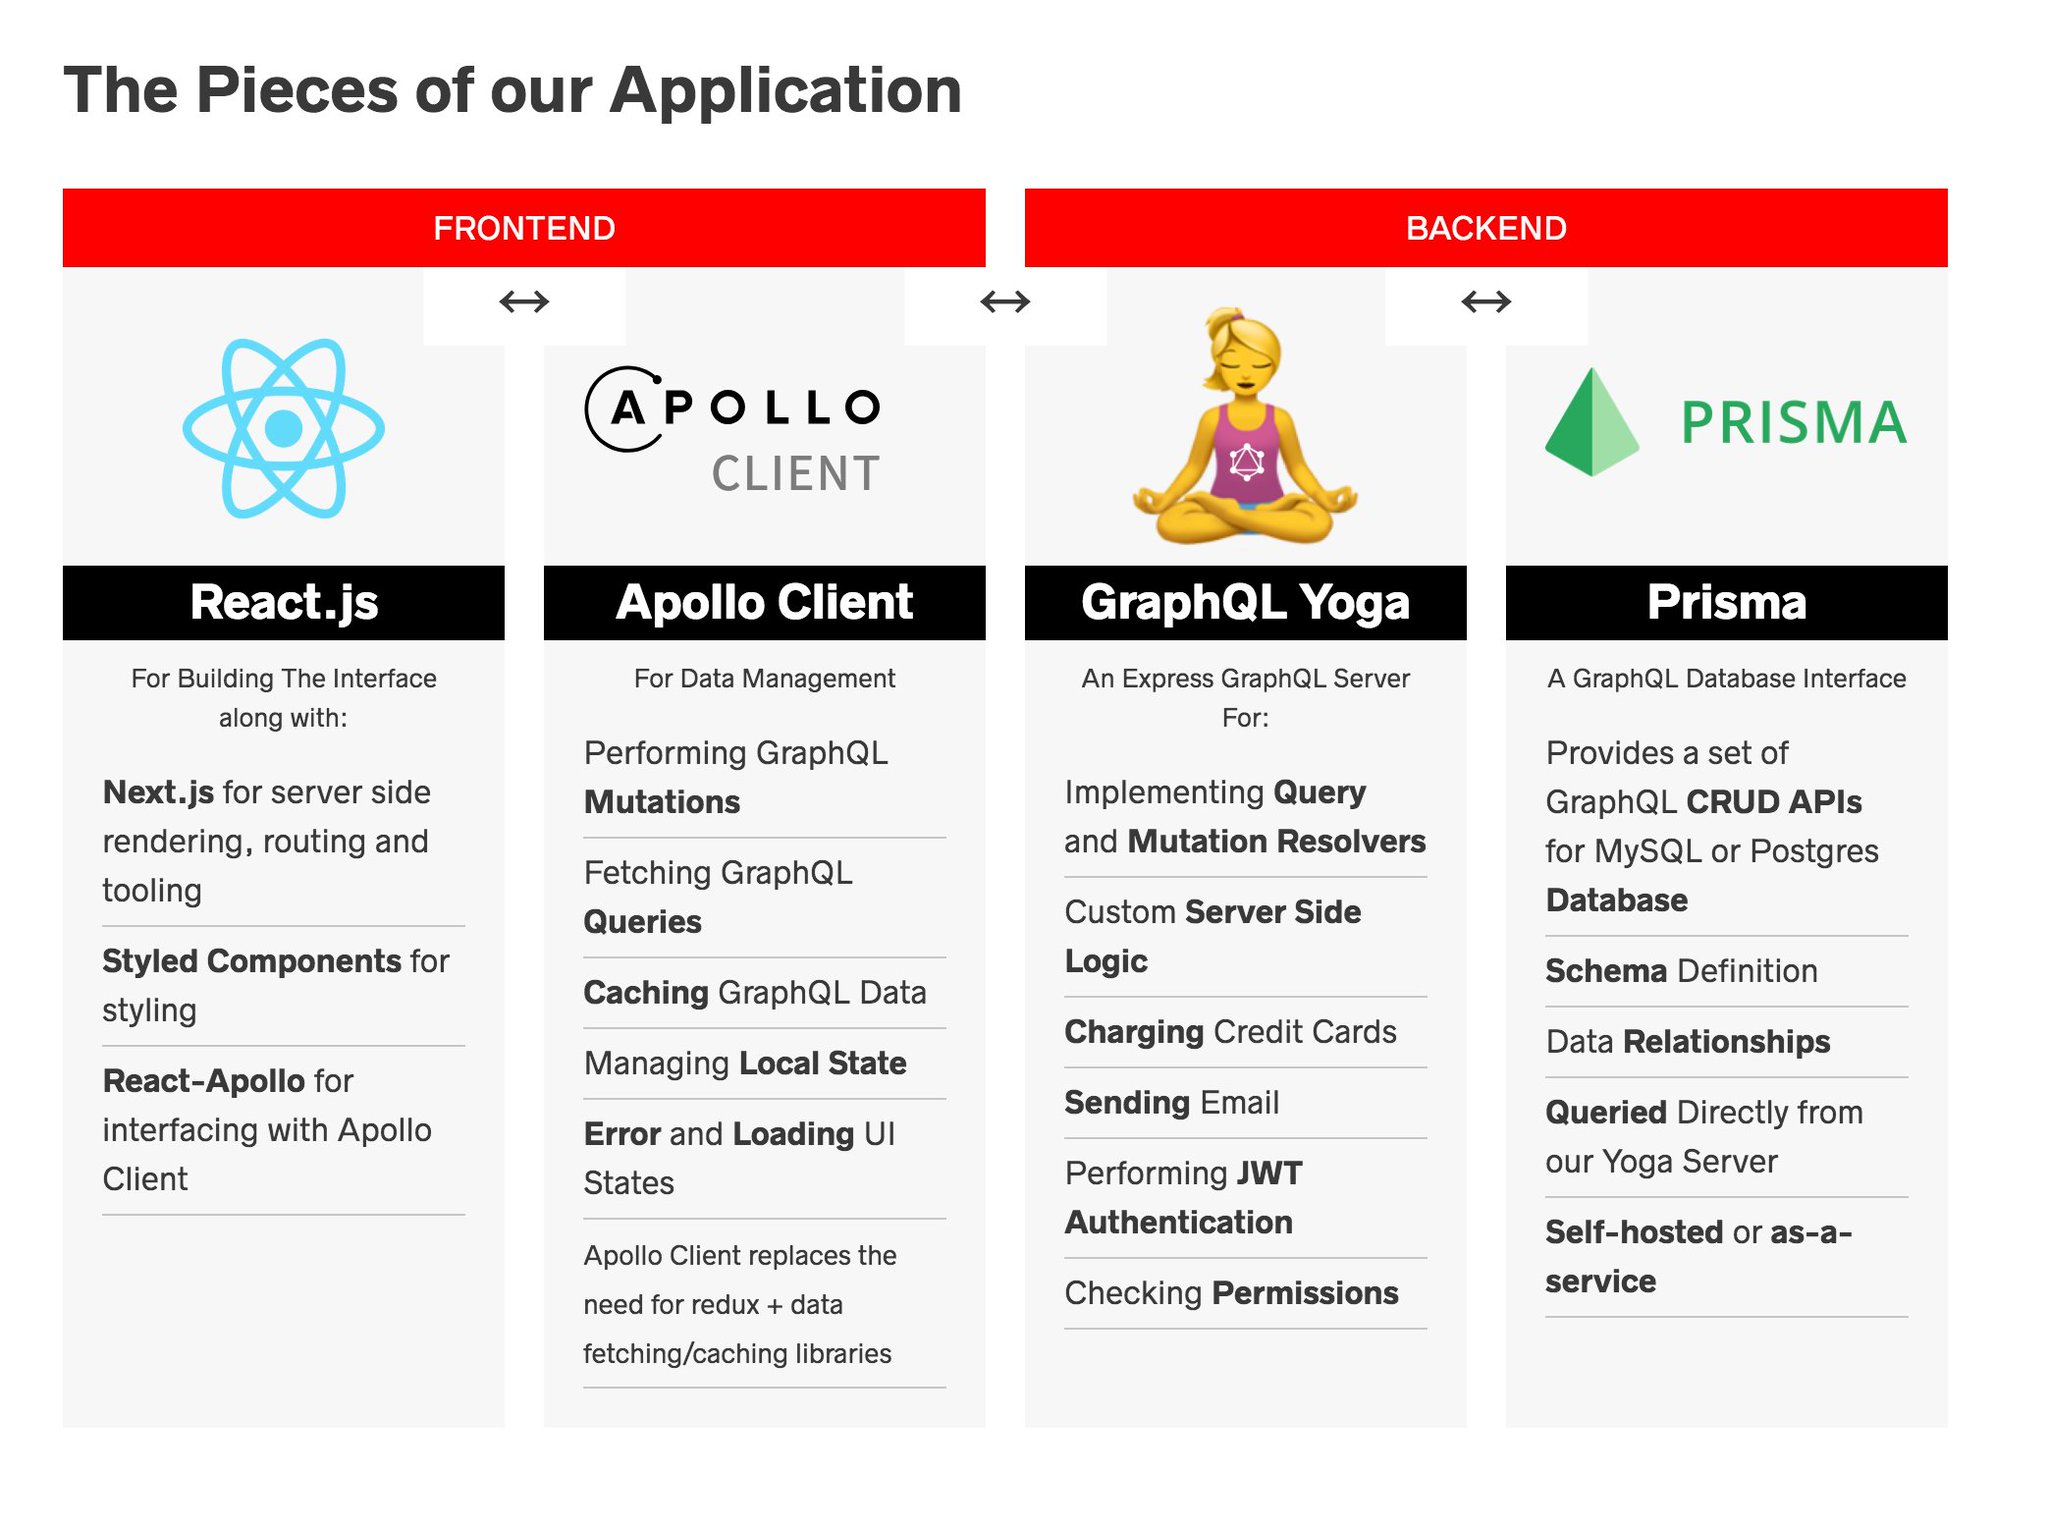 The Pieces of our Application
FRONTEND
BACKEND
APOLLO
CLIENT
PRISMA
React.js
For Building The Interface
along with:
Next.js for server side
rendering, routing and
tooling
Styled Components for
styling
React-Apollo for
interfacing with Apollo
Client
Apollo Client
For Data Management
Performing GraphQL
Mutations
Fetching GraphQL
Queries
Caching GraphQL Data
Managing Local State
Error and Loading UI
States
Apollo Client replaces the
need for redux + data
fetching/caching libraries
GraphQL Yoga
An Express GraphQL Server
For:
Implementing Query
and Mutation Resolvers
Custom Server Side
Logic
Charging Credit Cards
Sending Email
Performing JWT
Authentication
Checking Permissions
Prisma
A GraphQL Database Interface
Provides a set of
GraphQL CRUD APIs
for MySQL or Postgres
Database
Schema Definition
Data Relationships
Queried Directly from
our Yoga Server
Self-hosted or as-a-
service